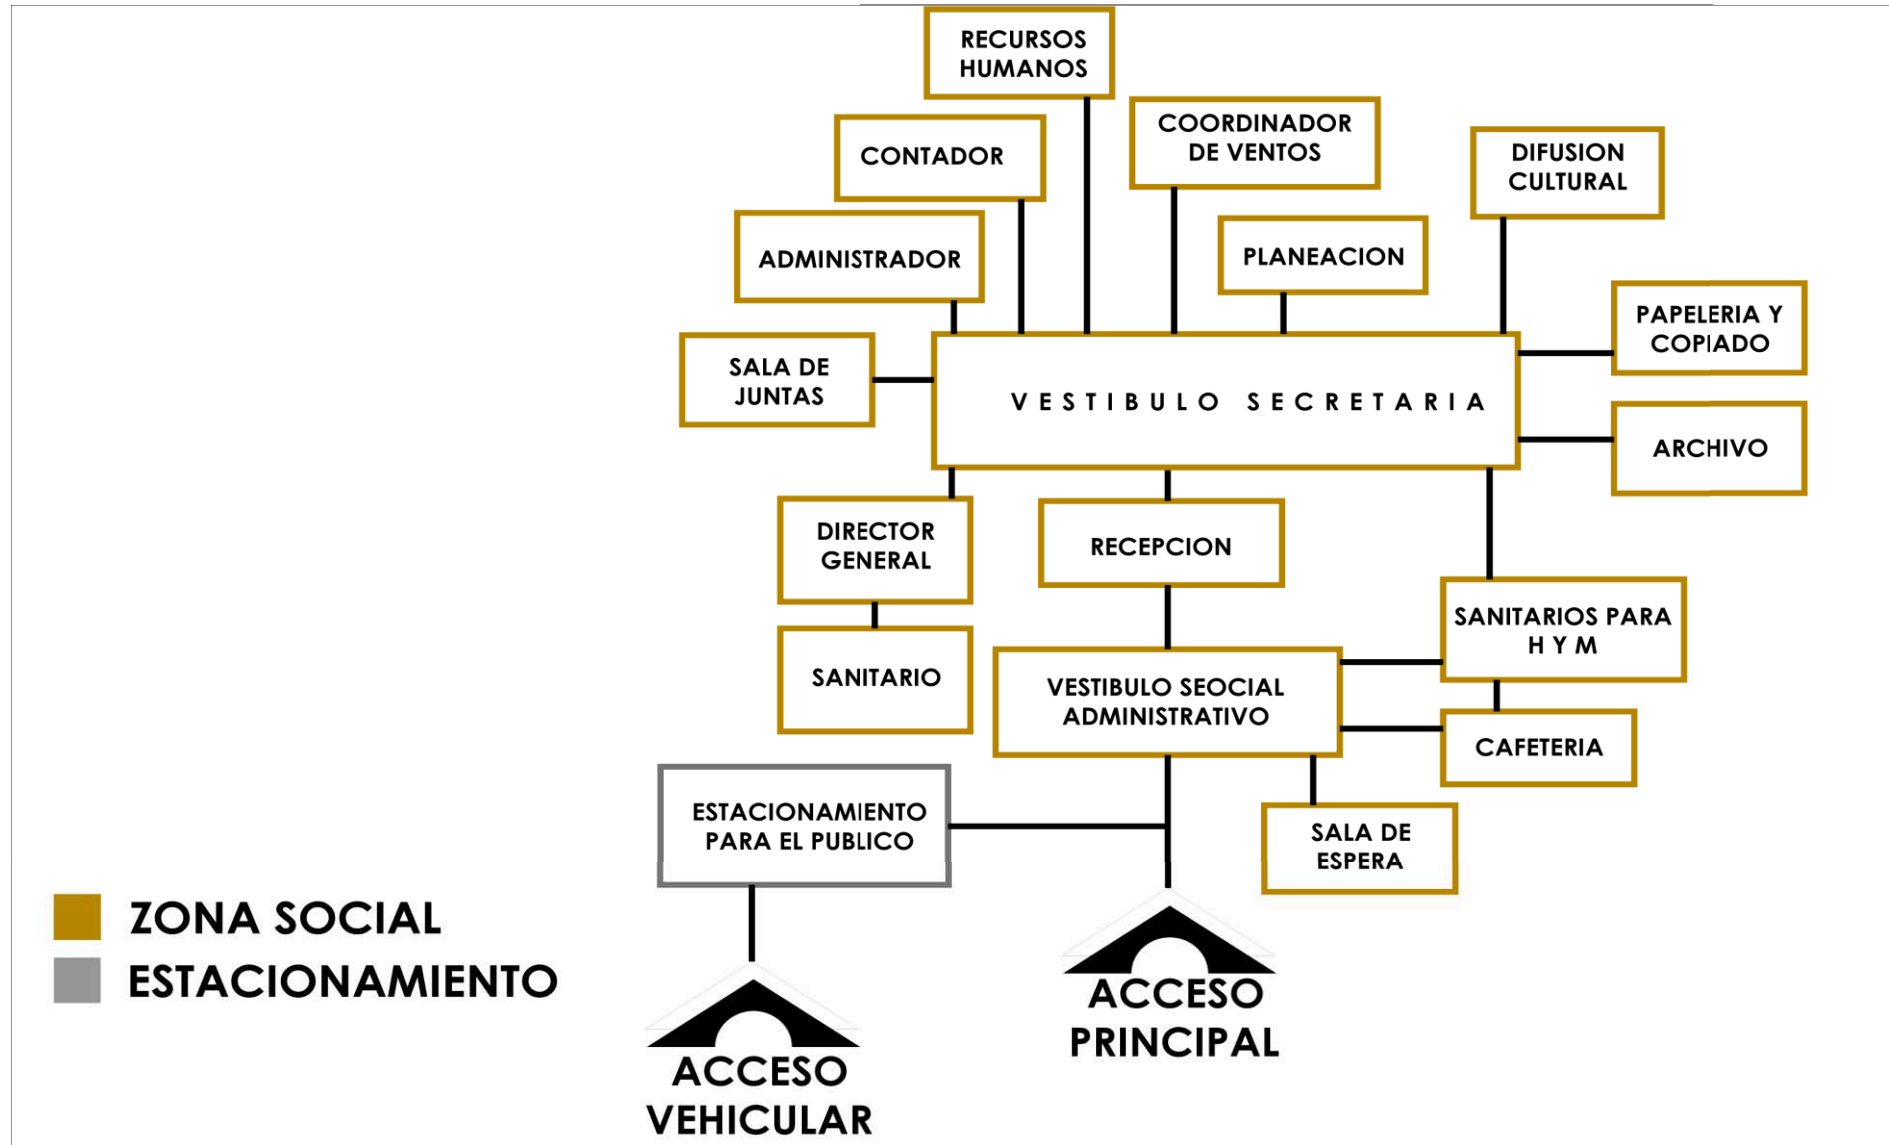 RECURSOS
HUMANOS
COORDINADOR
DE VENTOS
CONTADOR
DIFUSION
CULTURAL
ADMINISTRADOR
PLANEACION
PAPELERIA Y
COPIADO
SALA DE
JUNTAS
VESTIBULO SECRETARIA
ARCHIVO
DIRECTOR
GENERAL
RECEPCION
SANITARIOS PARA
H Y M
SANITARIO
VESTIBULO SEOCIAL
ADMINISTRATIVO
CAFETERIA
ESTACIONAMIENTO
PARA EL PUBLICO
SALA DE
ESPERA
ZONA SOCIAL
ESTACIONAMIENTO
ACCESO
PRINCIPAL
ACCESO
VEHICULAR